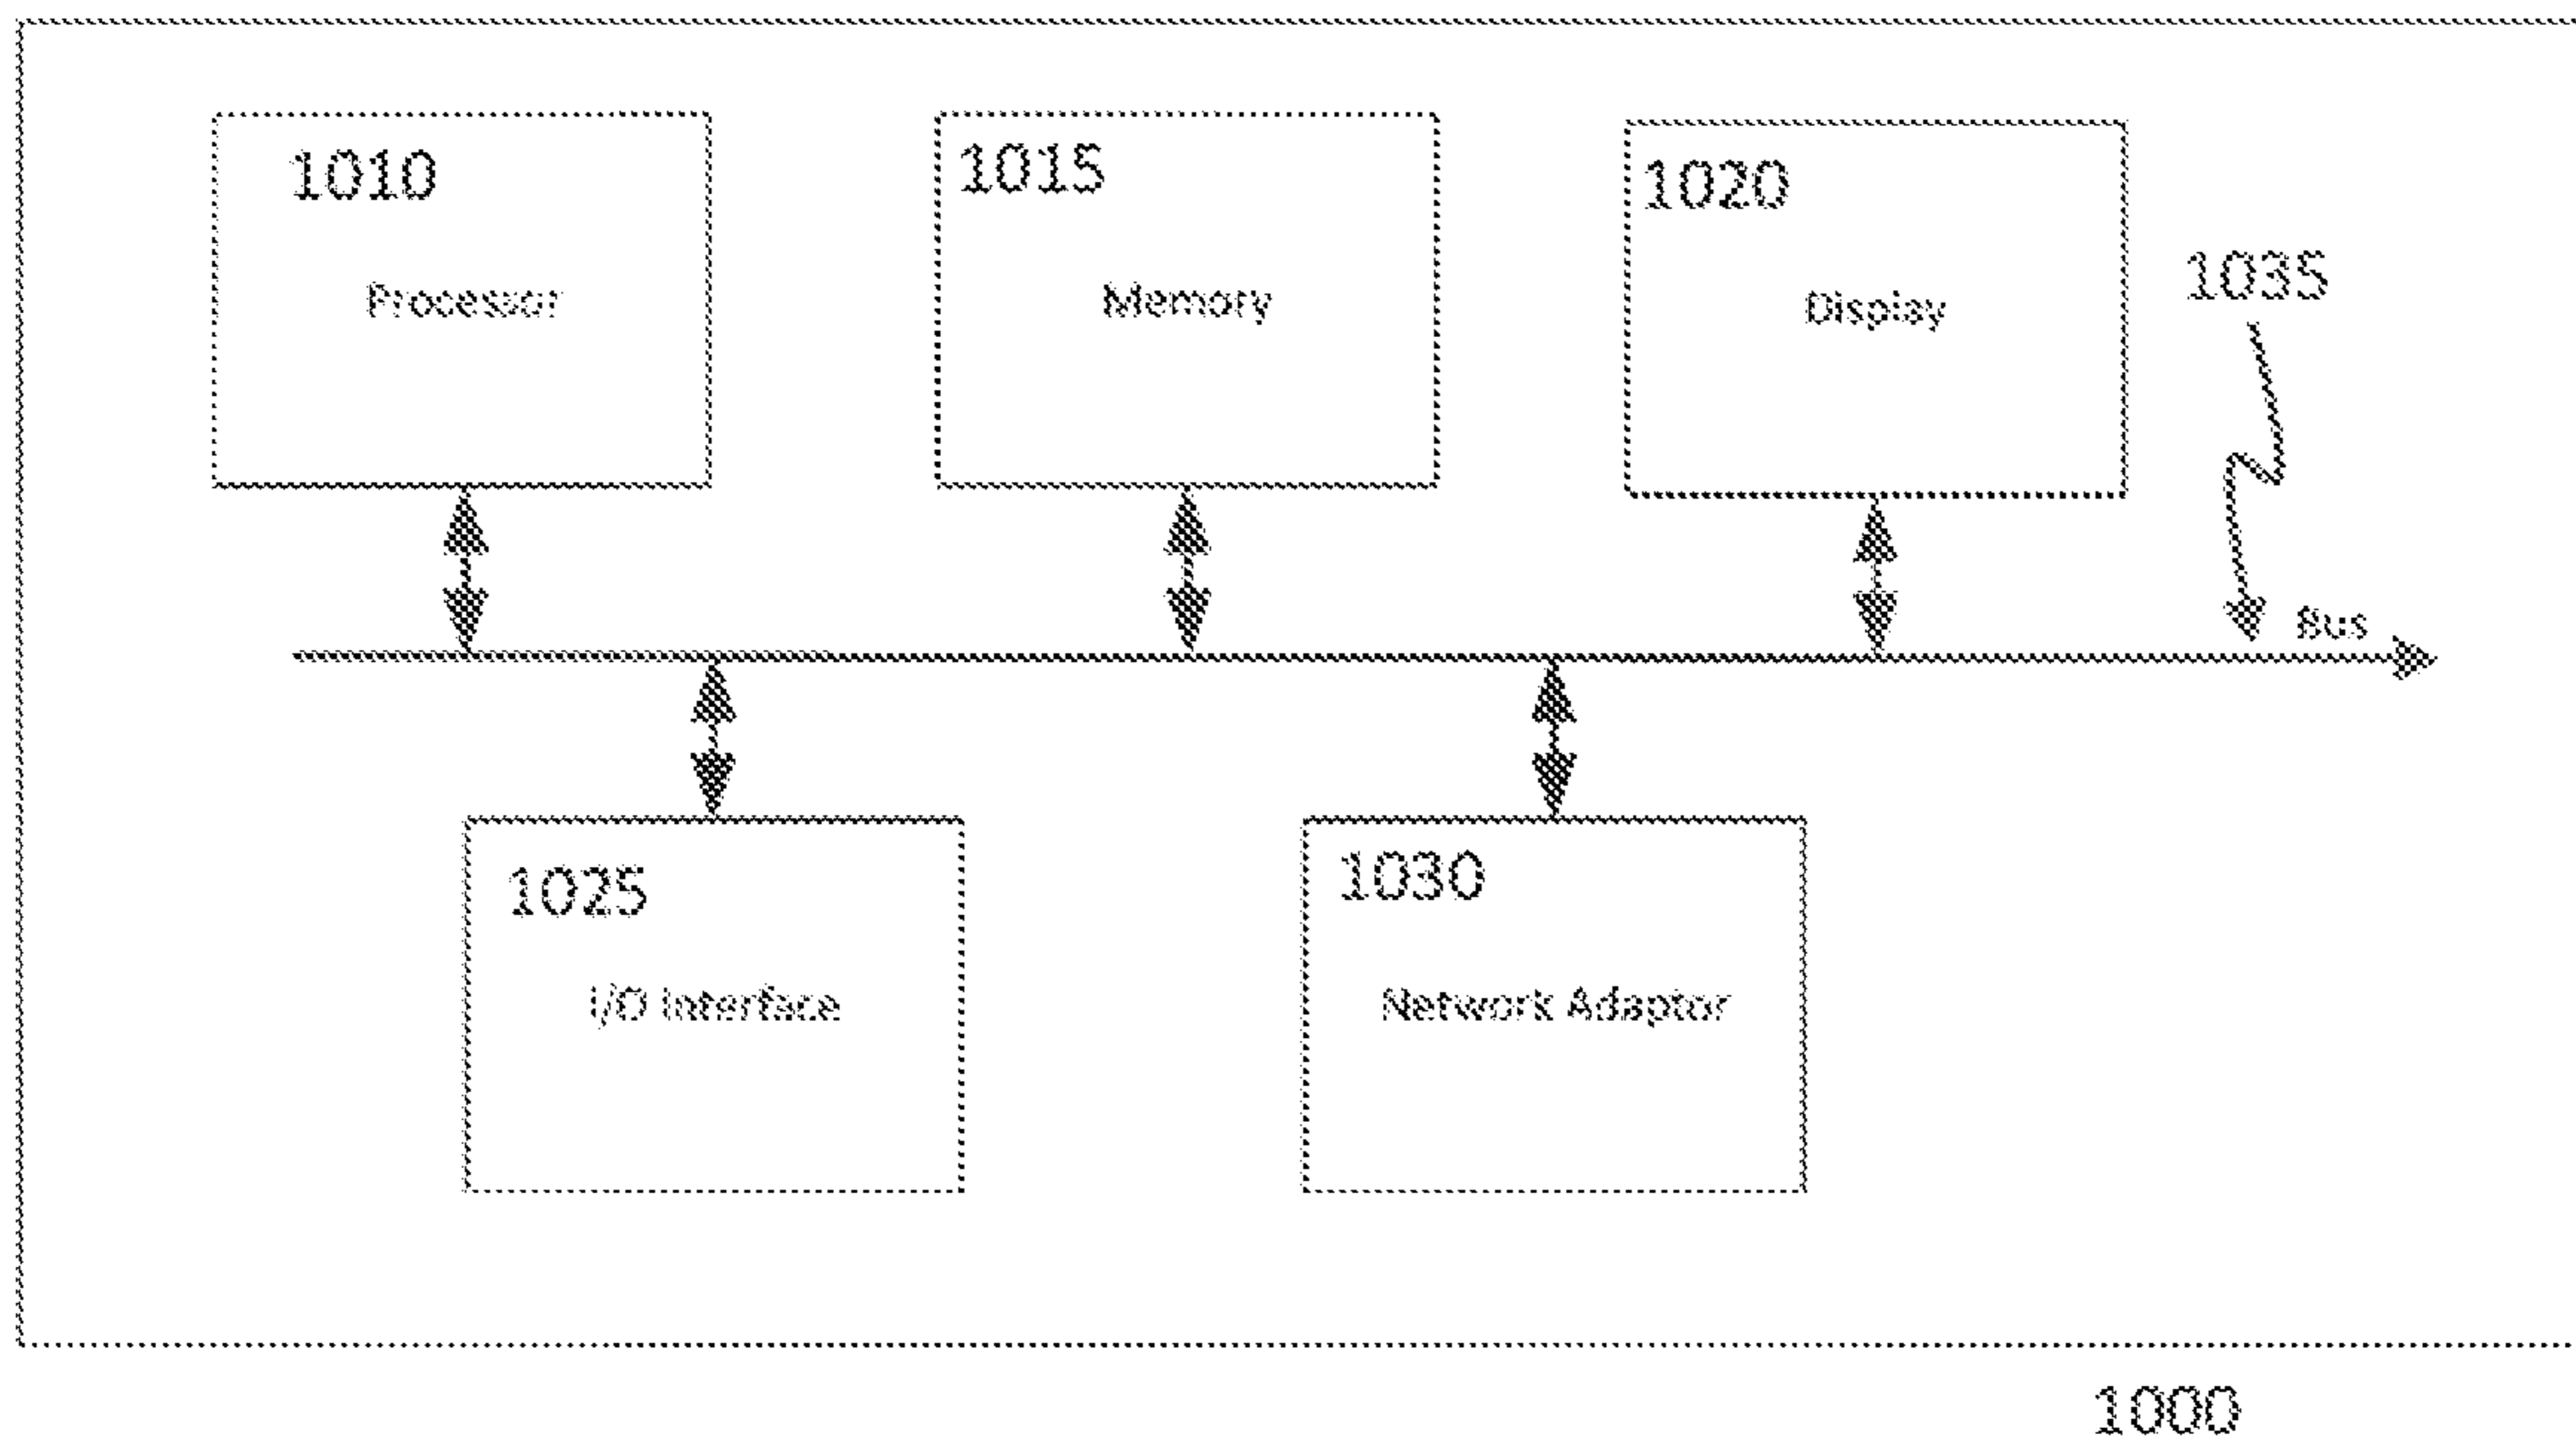 1010
Processor
1015
Memory
1020
Display
1035
Bus
1025
I/O Interface
1030
Network Adaptor
1000